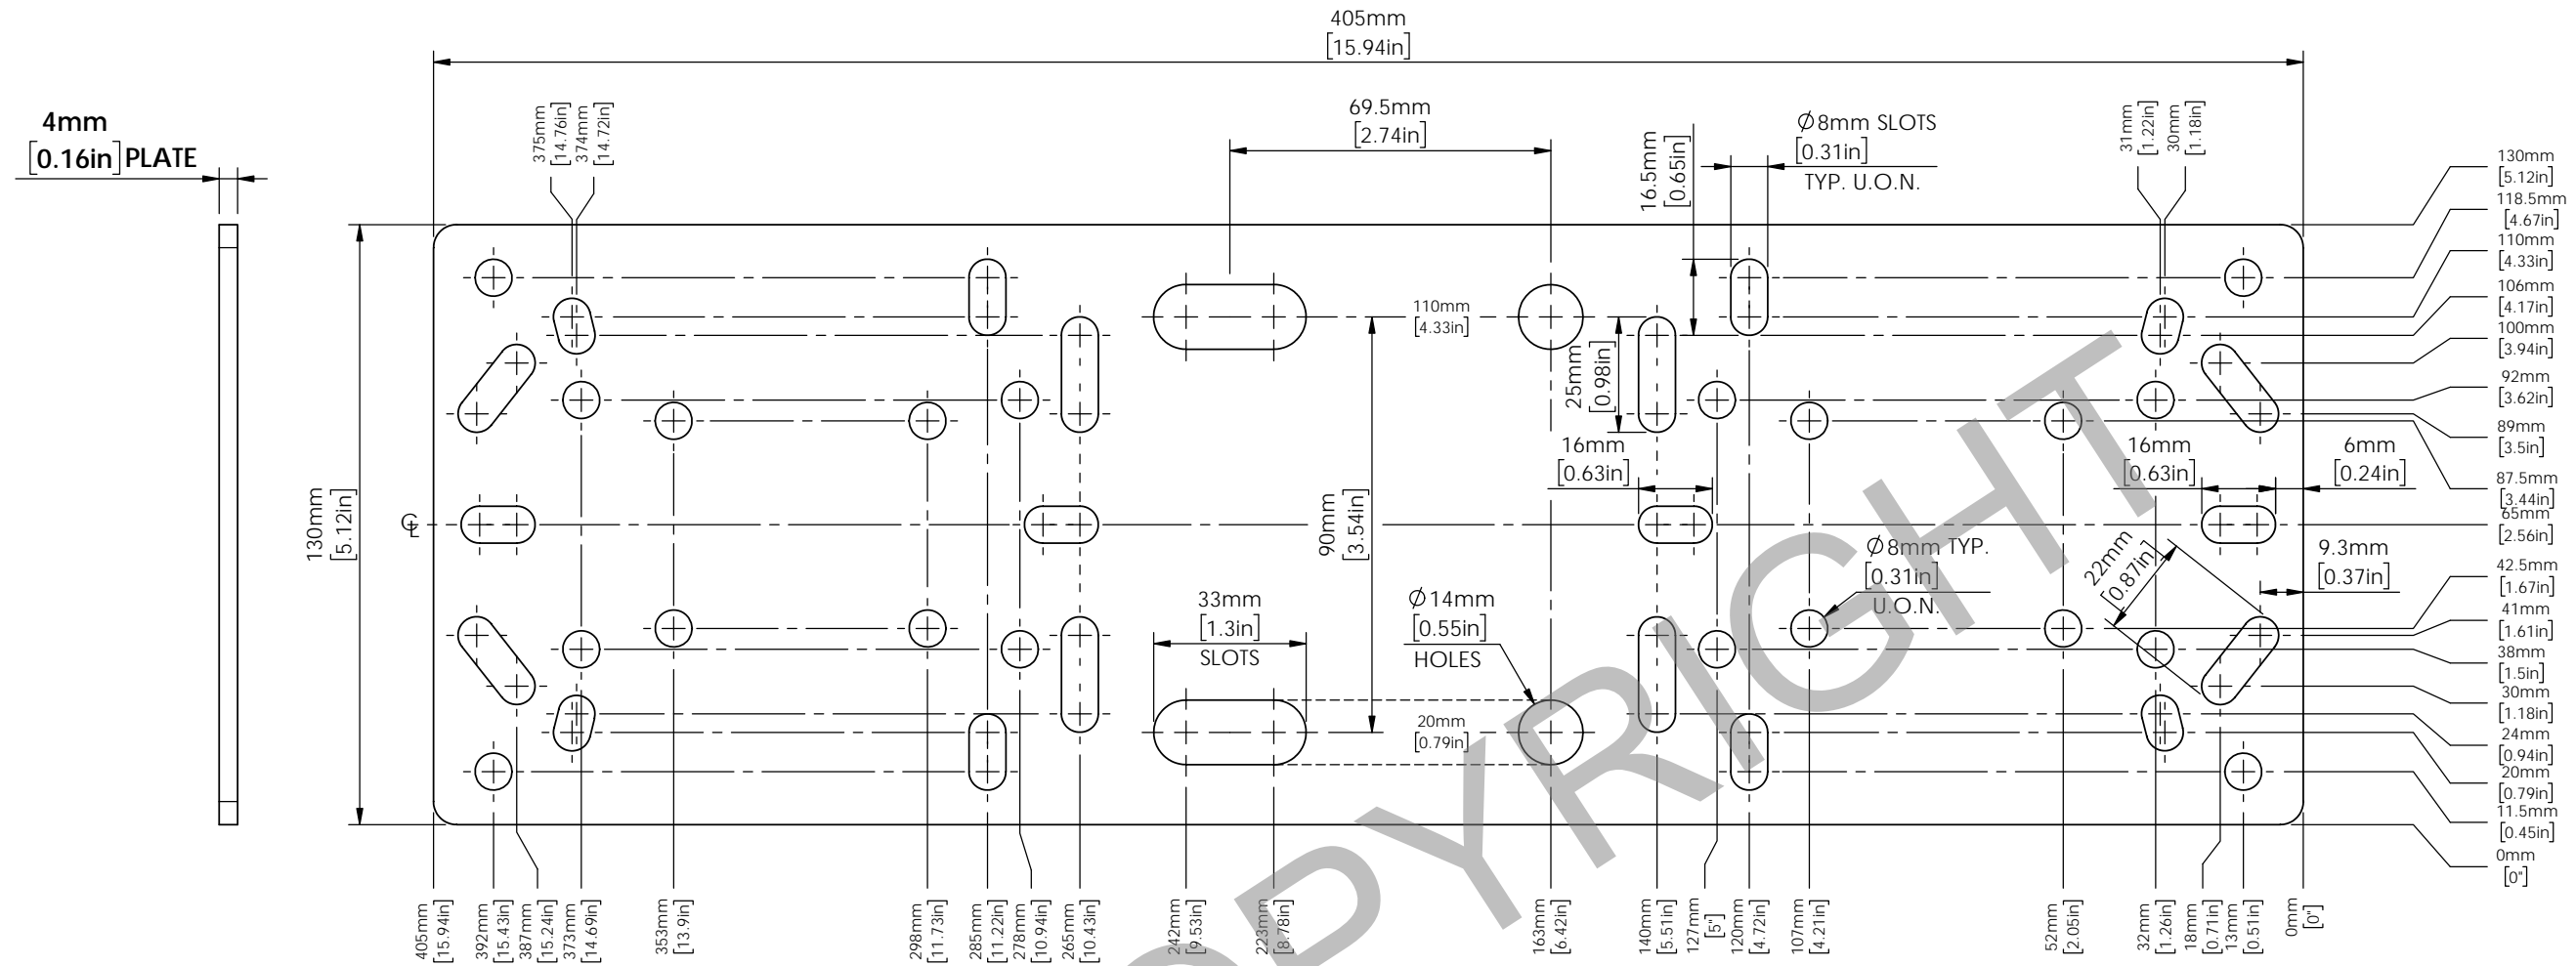 405mm
[15.94in]
4mm
[0.16in] PLATE
375mm
[14.76in]
374mm
[14.72in]
69.5mm
[2.74in]
16.5mm
[0.65in]
∅8mm SLOTS
[0.31in]
TYP. U.O.N.
31mm
[1.22in]
30mm
[1.18in]
130mm
[5.12in]
118.5mm
[4.67in]
110mm
[4.33in]
106mm
[4.17in]
100mm
[3.94in]
92mm
[3.62in]
89mm
[3.5in]
87.5mm
[3.44in]
65mm
[2.56in]
42.5mm
[1.67in]
41mm
[1.61in]
38mm
[1.5in]
30mm
[1.18in]
24mm
[0.94in]
20mm
[0.79in]
11.5mm
[0.45in]
0mm
[0"]
110mm
[4.33in]
25mm
[0.98in]
16mm
[0.63in]
16mm
[0.63in]
6mm
[0.24in]
130mm
[5.12in]
CL
90mm
[3.54in]
∅8mm TYP.
[0.31in]
U.O.N.
22mm
[0.87in]
9.3mm
[0.37in]
33mm
[1.3in]
SLOTS
∅14mm
[0.55in]
HOLES
20mm
[0.79in]
405mm
[15.94in]
392mm
[15.43in]
387mm
[15.24in]
373mm
[14.69in]
353mm
[13.9in]
298mm
[11.73in]
285mm
[11.22in]
278mm
[10.94in]
265mm
[10.43in]
242mm
[9.53in]
223mm
[8.78in]
163mm
[6.42in]
140mm
[5.51in]
127mm
[5"]
120mm
[4.72in]
107mm
[4.21in]
52mm
[2.05in]
32mm
[1.26in]
18mm
[0.71in]
13mm
[0.51in]
0mm
[0"]
OPYRIGHT